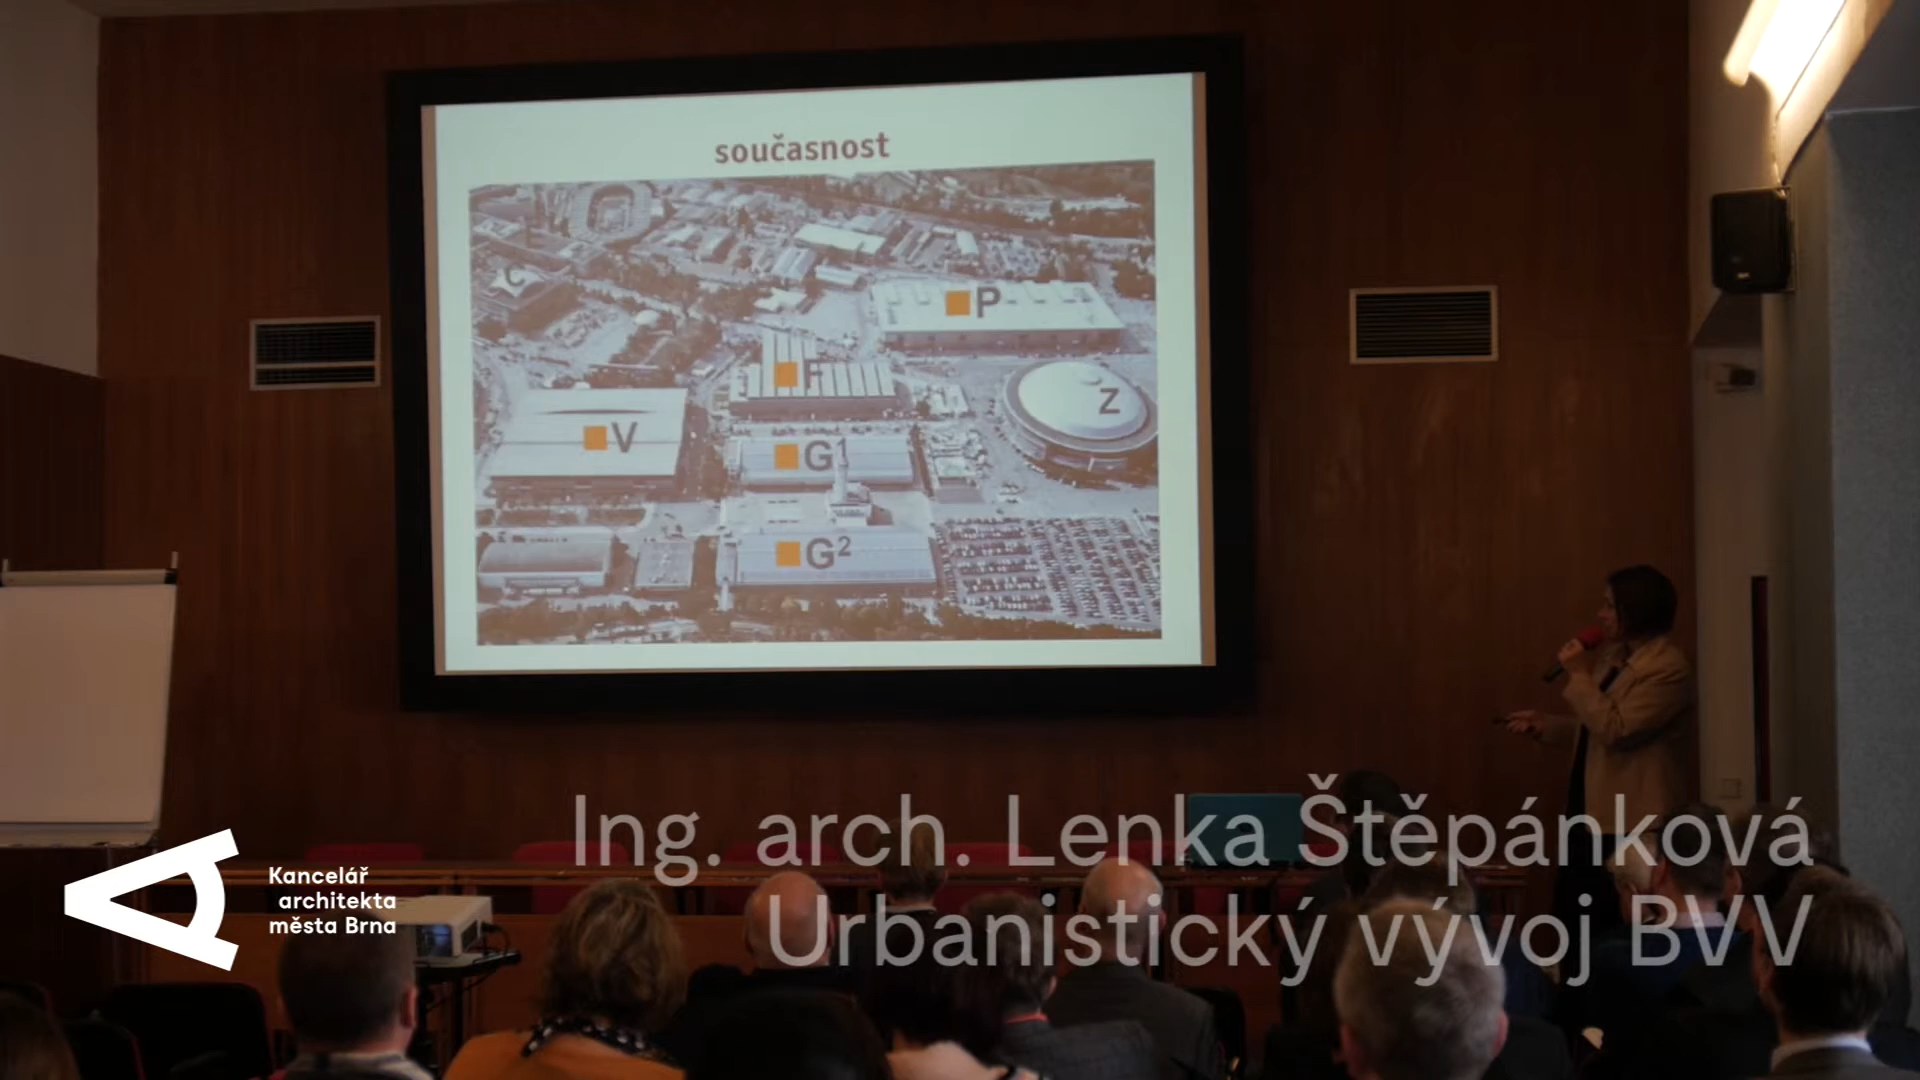 současnost
C
P
F
Z
V
G1
G2
Ing. arch. Lenka Štěpánková
Urbanistický vývoj BVV
Kancelář
architekta
města Brna